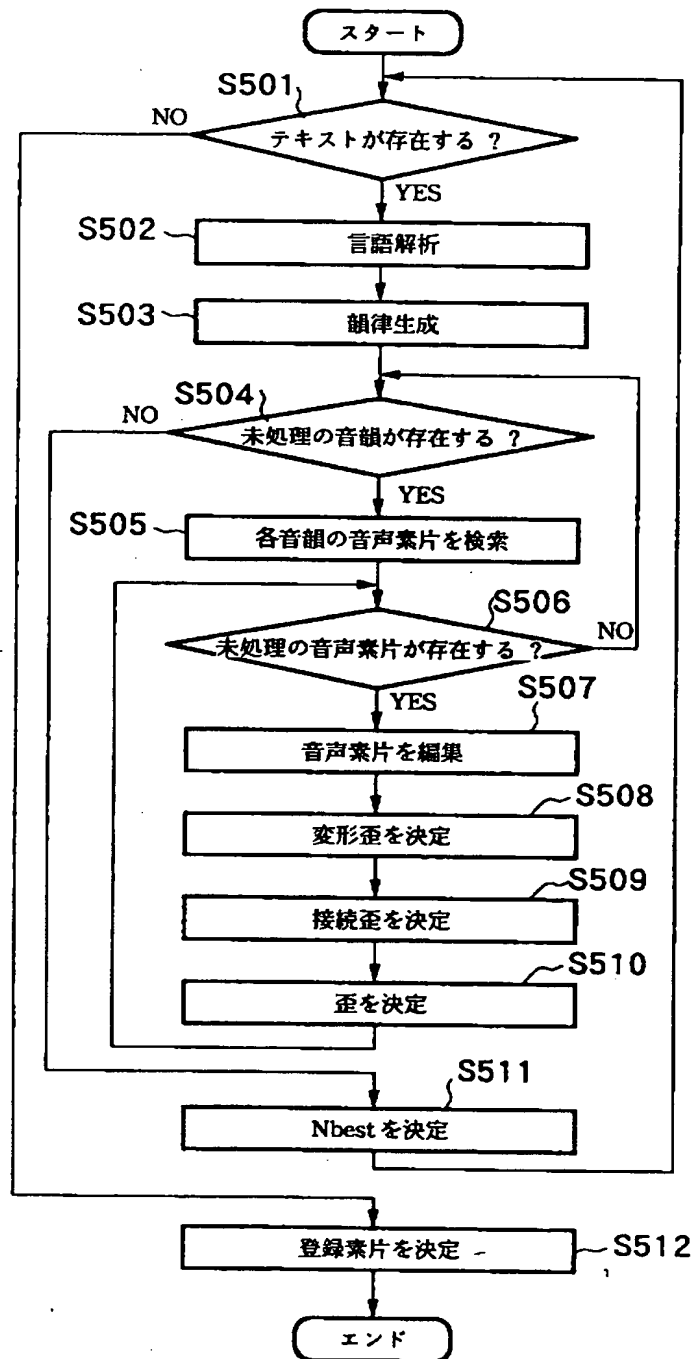 スタート
S501
NO
テキストが存在する ?
YES
S502
言語解析
S503
韻律生成
S504
NO
未処理の音韻が存在する ?
YES
S505
各音韻の音声素片を検索
S506
未処理の音声素片が存在する ?
NO
YES
S507
音声素片を編集
S508
変形歪を決定
S509
接続歪を決定
S510
歪を決定
S511
Nbestを決定
登録素片を決定
S512
エンド